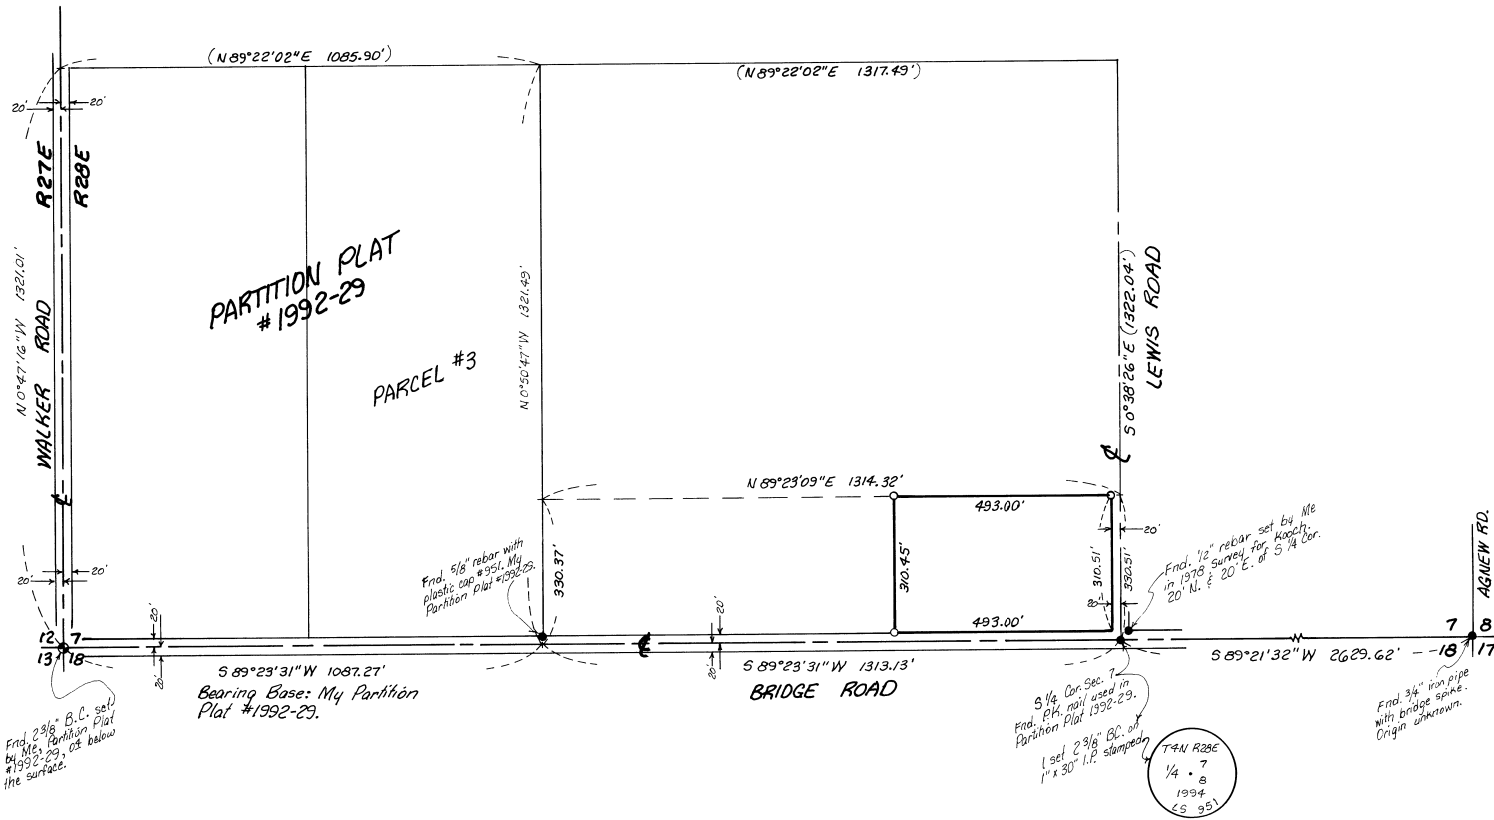 (N 89°22'02"E 1085.90')
(N 89°22'02"E 1317.49')
20'
20'
R27E
R28E
N 0°47'16"W 1321.01'
WALKER ROAD
℄
PARTITION PLAT
#1992-29
PARCEL #3
N 0°50'47"W 1321.49'
S 0°38'26"E (1322.04')
LEWIS ROAD
℄
N 89°23'09"E 1314.32'
493.00'
310.45'
310.51'
330.51'
20'
20'
493.00'
330.37'
Fnd. 5/8" rebar with
plastic cap #951. My
Partition Plat #1992-29.
Fnd. 1/2" rebar set by Me
in 1978 survey for Kooch.
20' N. & 20' E. of S 1/4 Cor.
AGNEW RD.
20'
20'
12 7
13 18
20'
20'
20'
20'
℄
7 8
18 17
S 89°23'31"W 1087.27'
Bearing Base: My Partition
Plat #1992-29.
S 89°23'31"W 1313.13'
BRIDGE ROAD
S 89°21'32"W 2629.62'
Fnd. 2 3/8" B.C. set
by Me, Partition Plat
#1992-29, 0.4 below
the surface.
S 1/4 Cor. Sec. 7
Fnd. P.K. nail used in
Partition Plat 1992-29.
I set 2 3/8" BC. on
1" x 30" I.P. stamped
T4N R28E
1/4 • 7
8
1994
LS 951
Fnd. 3/4" iron pipe
with bridge spike.
Origin unknown.